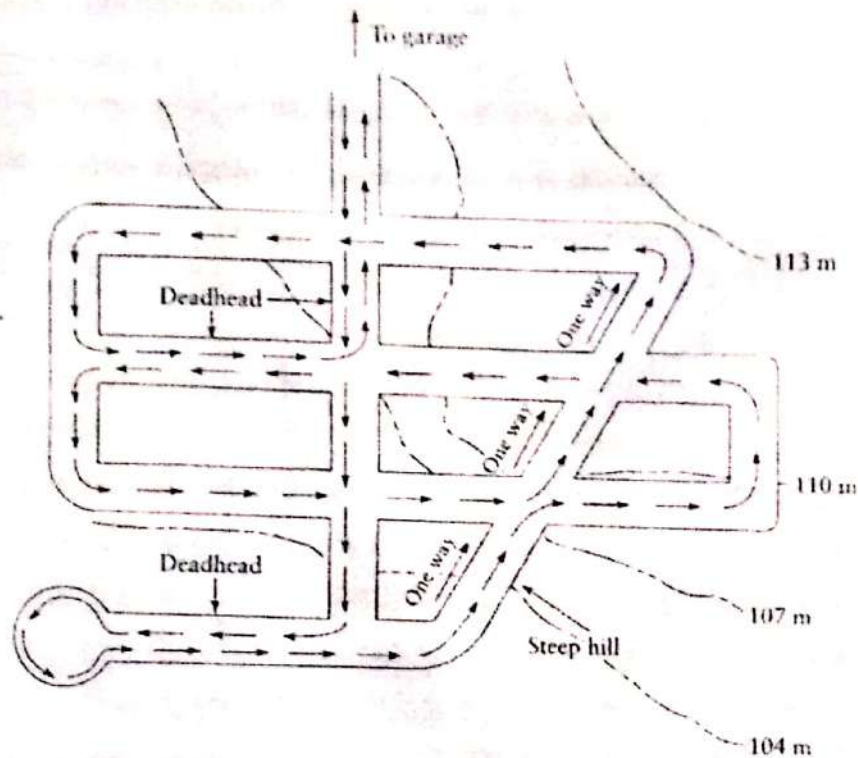 To garage
113 m
Deadhead
One way
One way
110 m
Deadhead
One way
107 m
Steep hill
104 m